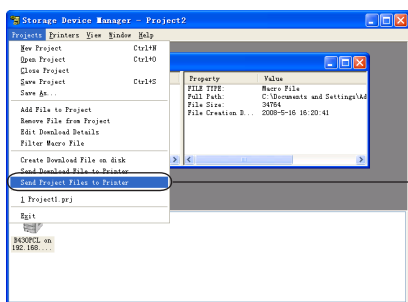 Storage Device Manager - Project2
Projects Printers View Window Help
New Project Ctrl+N
Open Project Ctrl+O
Close Project
Save Project Ctrl+S
Save As...
Add File to Project
Remove File from Project
Edit Download Details
Filter Macro File
Create Download File on disk
Send Download File to Printer
Send Project Files to Printer
1 Project1.prj
Exit
Property Value
FILE TYPE: Macro File
Full Path: C:\Documents and Settings\Ad
File Size: 34764
File Creation D... 2008-5-16 16:20:41
B430PCL on
192.168....